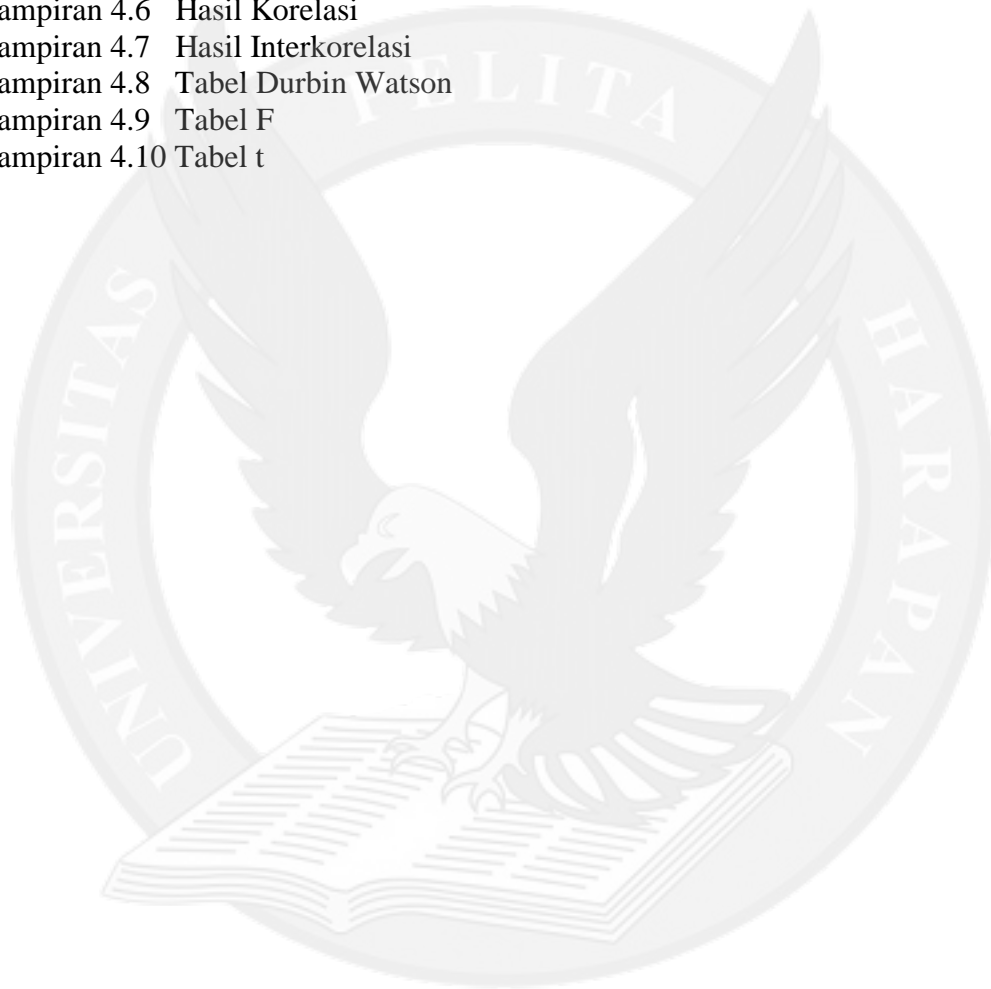 ampiran 4.6 Hasil Korelasi
ampiran 4.7 Hasil Interkorelasi
ampiran 4.8 Tabel Durbin Watson
ampiran 4.9 Tabel F
ampiran 4.10 Tabel t
UNIVERSITAS PELITA HARAPAN